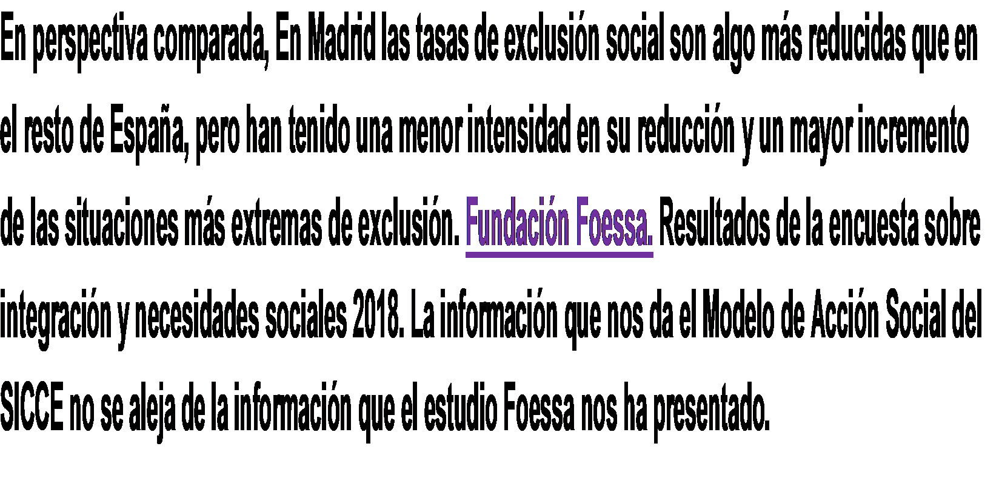 En perspectiva comparada, En Madrid las tasas de exclusión social son algo más reducidas que en
el resto de España, pero han tenido una menor intensidad en su reducción y un mayor incremento
de las situaciones más extremas de exclusión. Fundación Foessa. Resultados de la encuesta sobre
integración y necesidades sociales 2018. La información que nos da el Modelo de Acción Social del
SICCE no se aleja de la información que el estudio Foessa nos ha presentado.